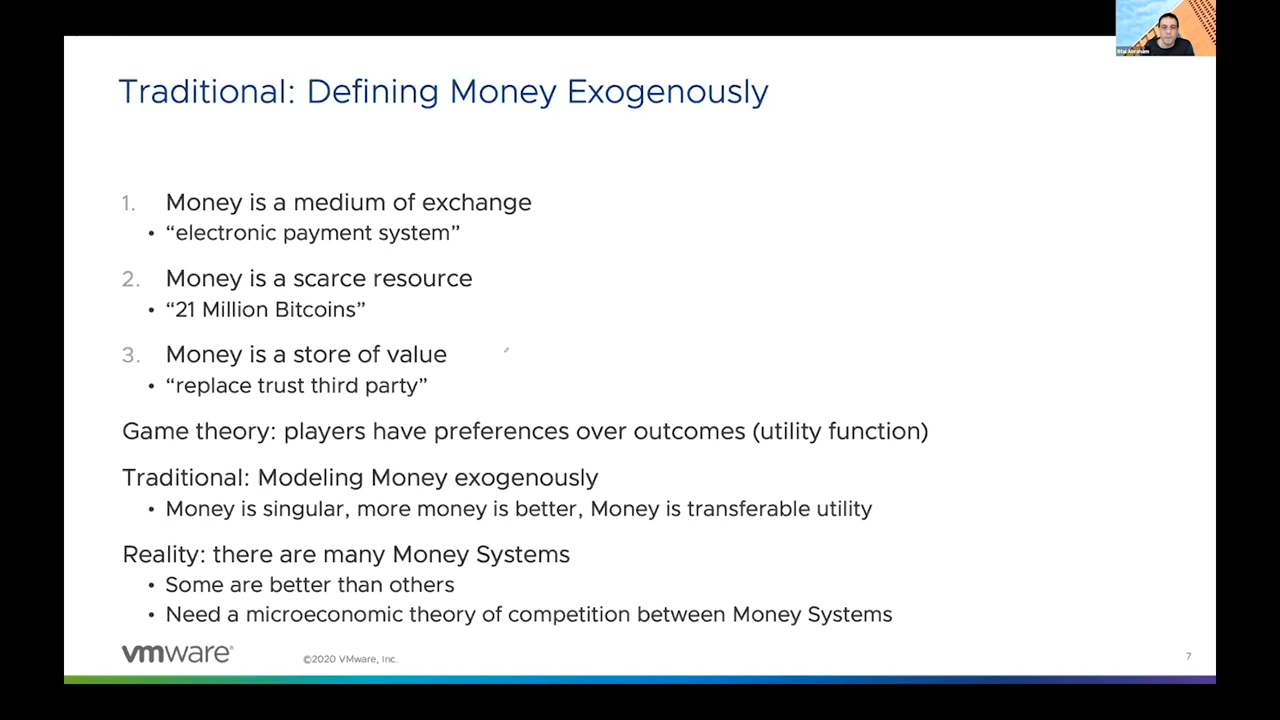 Ittai Abraham
Traditional: Defining Money Exogenously
1. Money is a medium of exchange
• “electronic payment system”
2. Money is a scarce resource
• “21 Million Bitcoins”
3. Money is a store of value
• “replace trust third party”
Game theory: players have preferences over outcomes (utility function)
Traditional: Modeling Money exogenously
• Money is singular, more money is better, Money is transferable utility
Reality: there are many Money Systems
• Some are better than others
• Need a microeconomic theory of competition between Money Systems
vmware®
©2020 VMware, Inc.
7